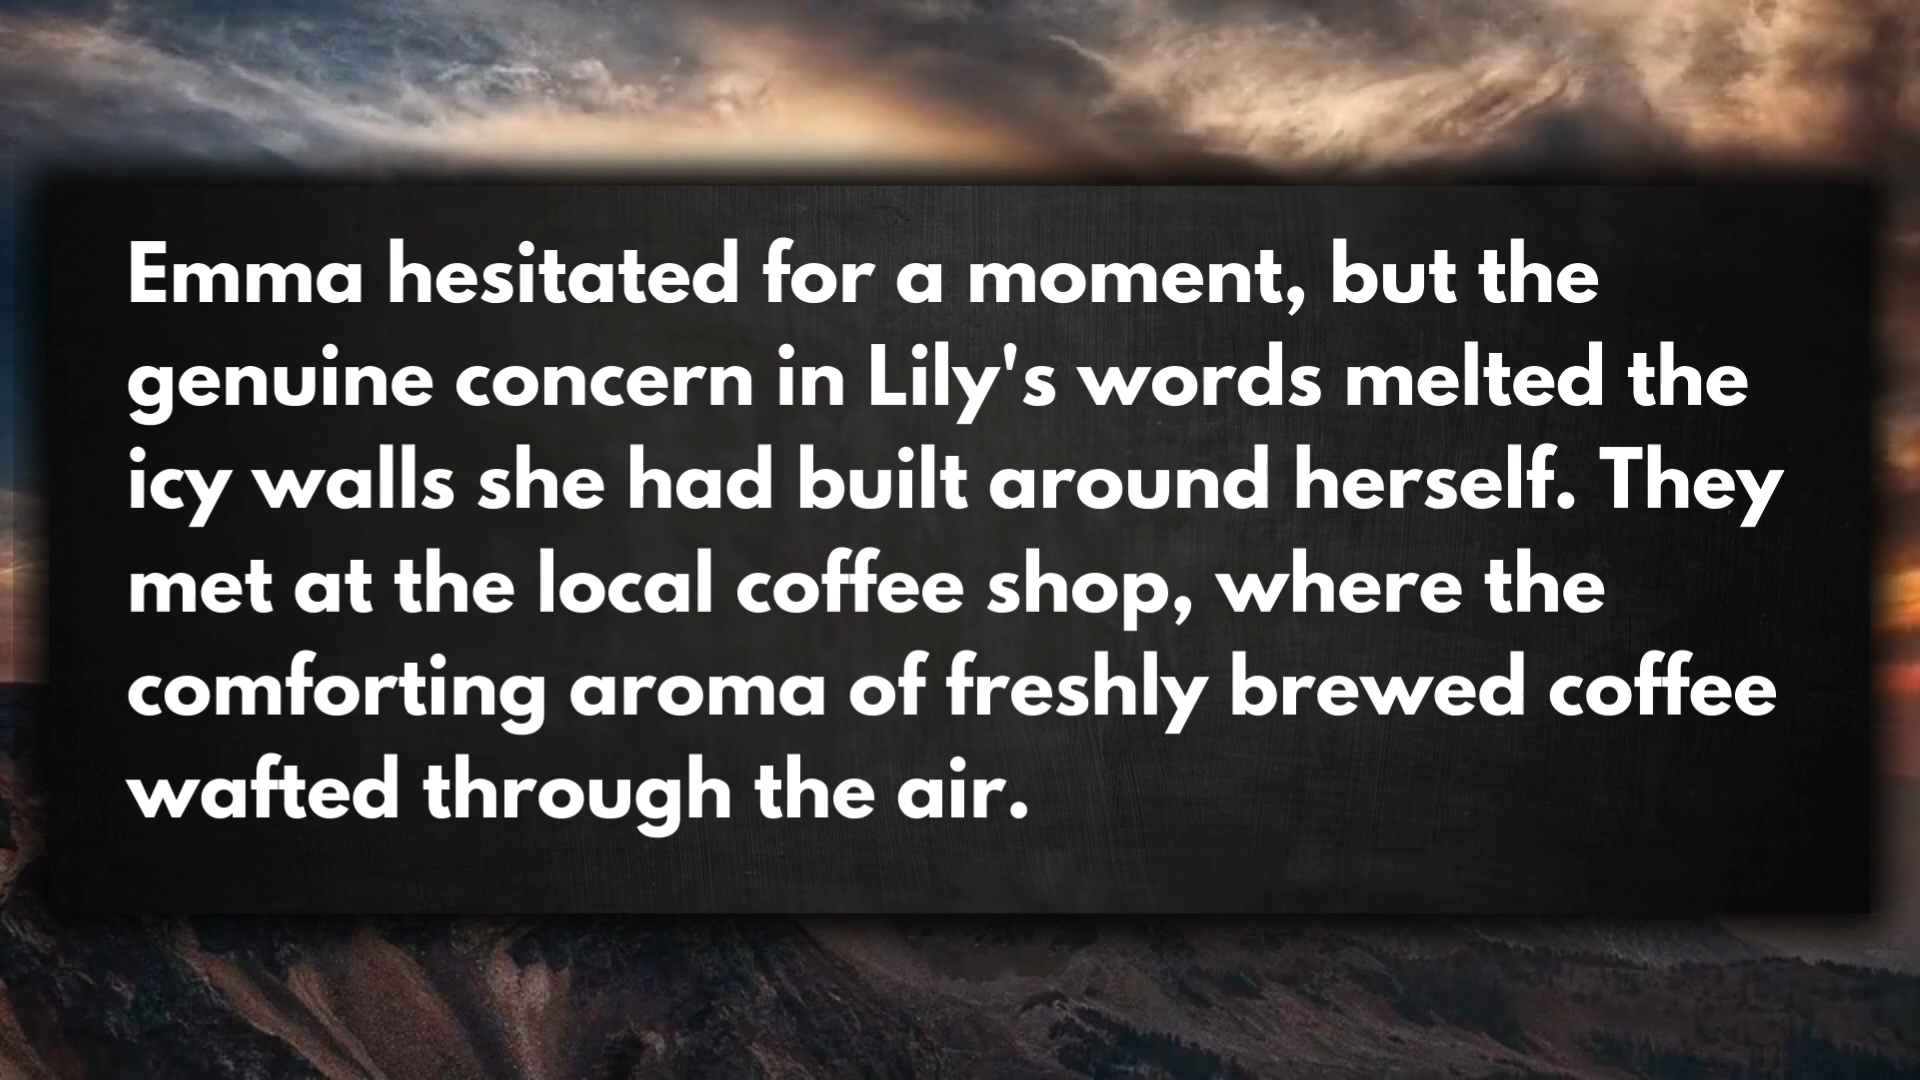 Emma hesitated for a moment, but the
genuine concern in Lily's words melted the
icy walls she had built around herself. They
met at the local coffee shop, where the
comforting aroma of freshly brewed coffee
wafted through the air.